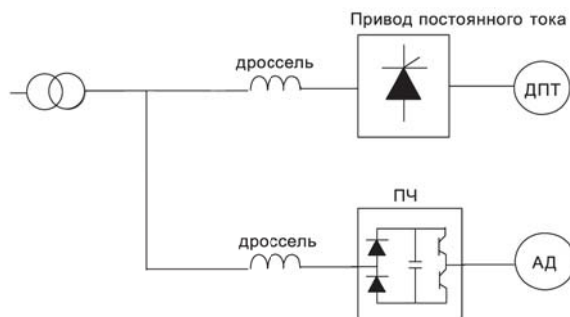 Привод постоянного тока
дроссель
ДПТ
ПЧ
дроссель
АД